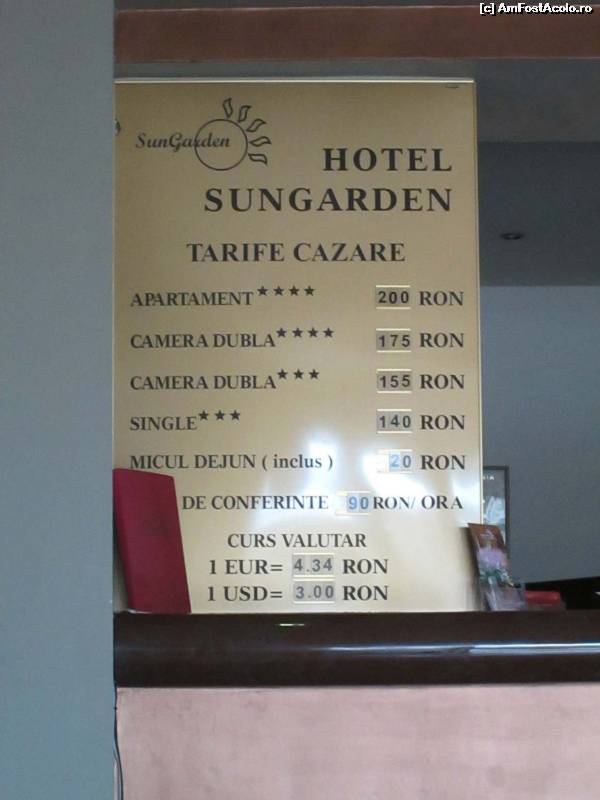 [c] AmFostAcolo.ro
SunGarden
HOTEL
SUNGARDEN
TARIFE CAZARE
APARTAMENT★★★★ 200 RON
CAMERA DUBLA★★★★ 175 RON
CAMERA DUBLA★★★ 155 RON
SINGLE★★★ 140 RON
MICUL DEJUN ( inclus ) 20 RON
DE CONFERINTE 90 RON/ ORA
CURS VALUTAR
1 EUR= 4.34 RON
1 USD= 3.00 RON